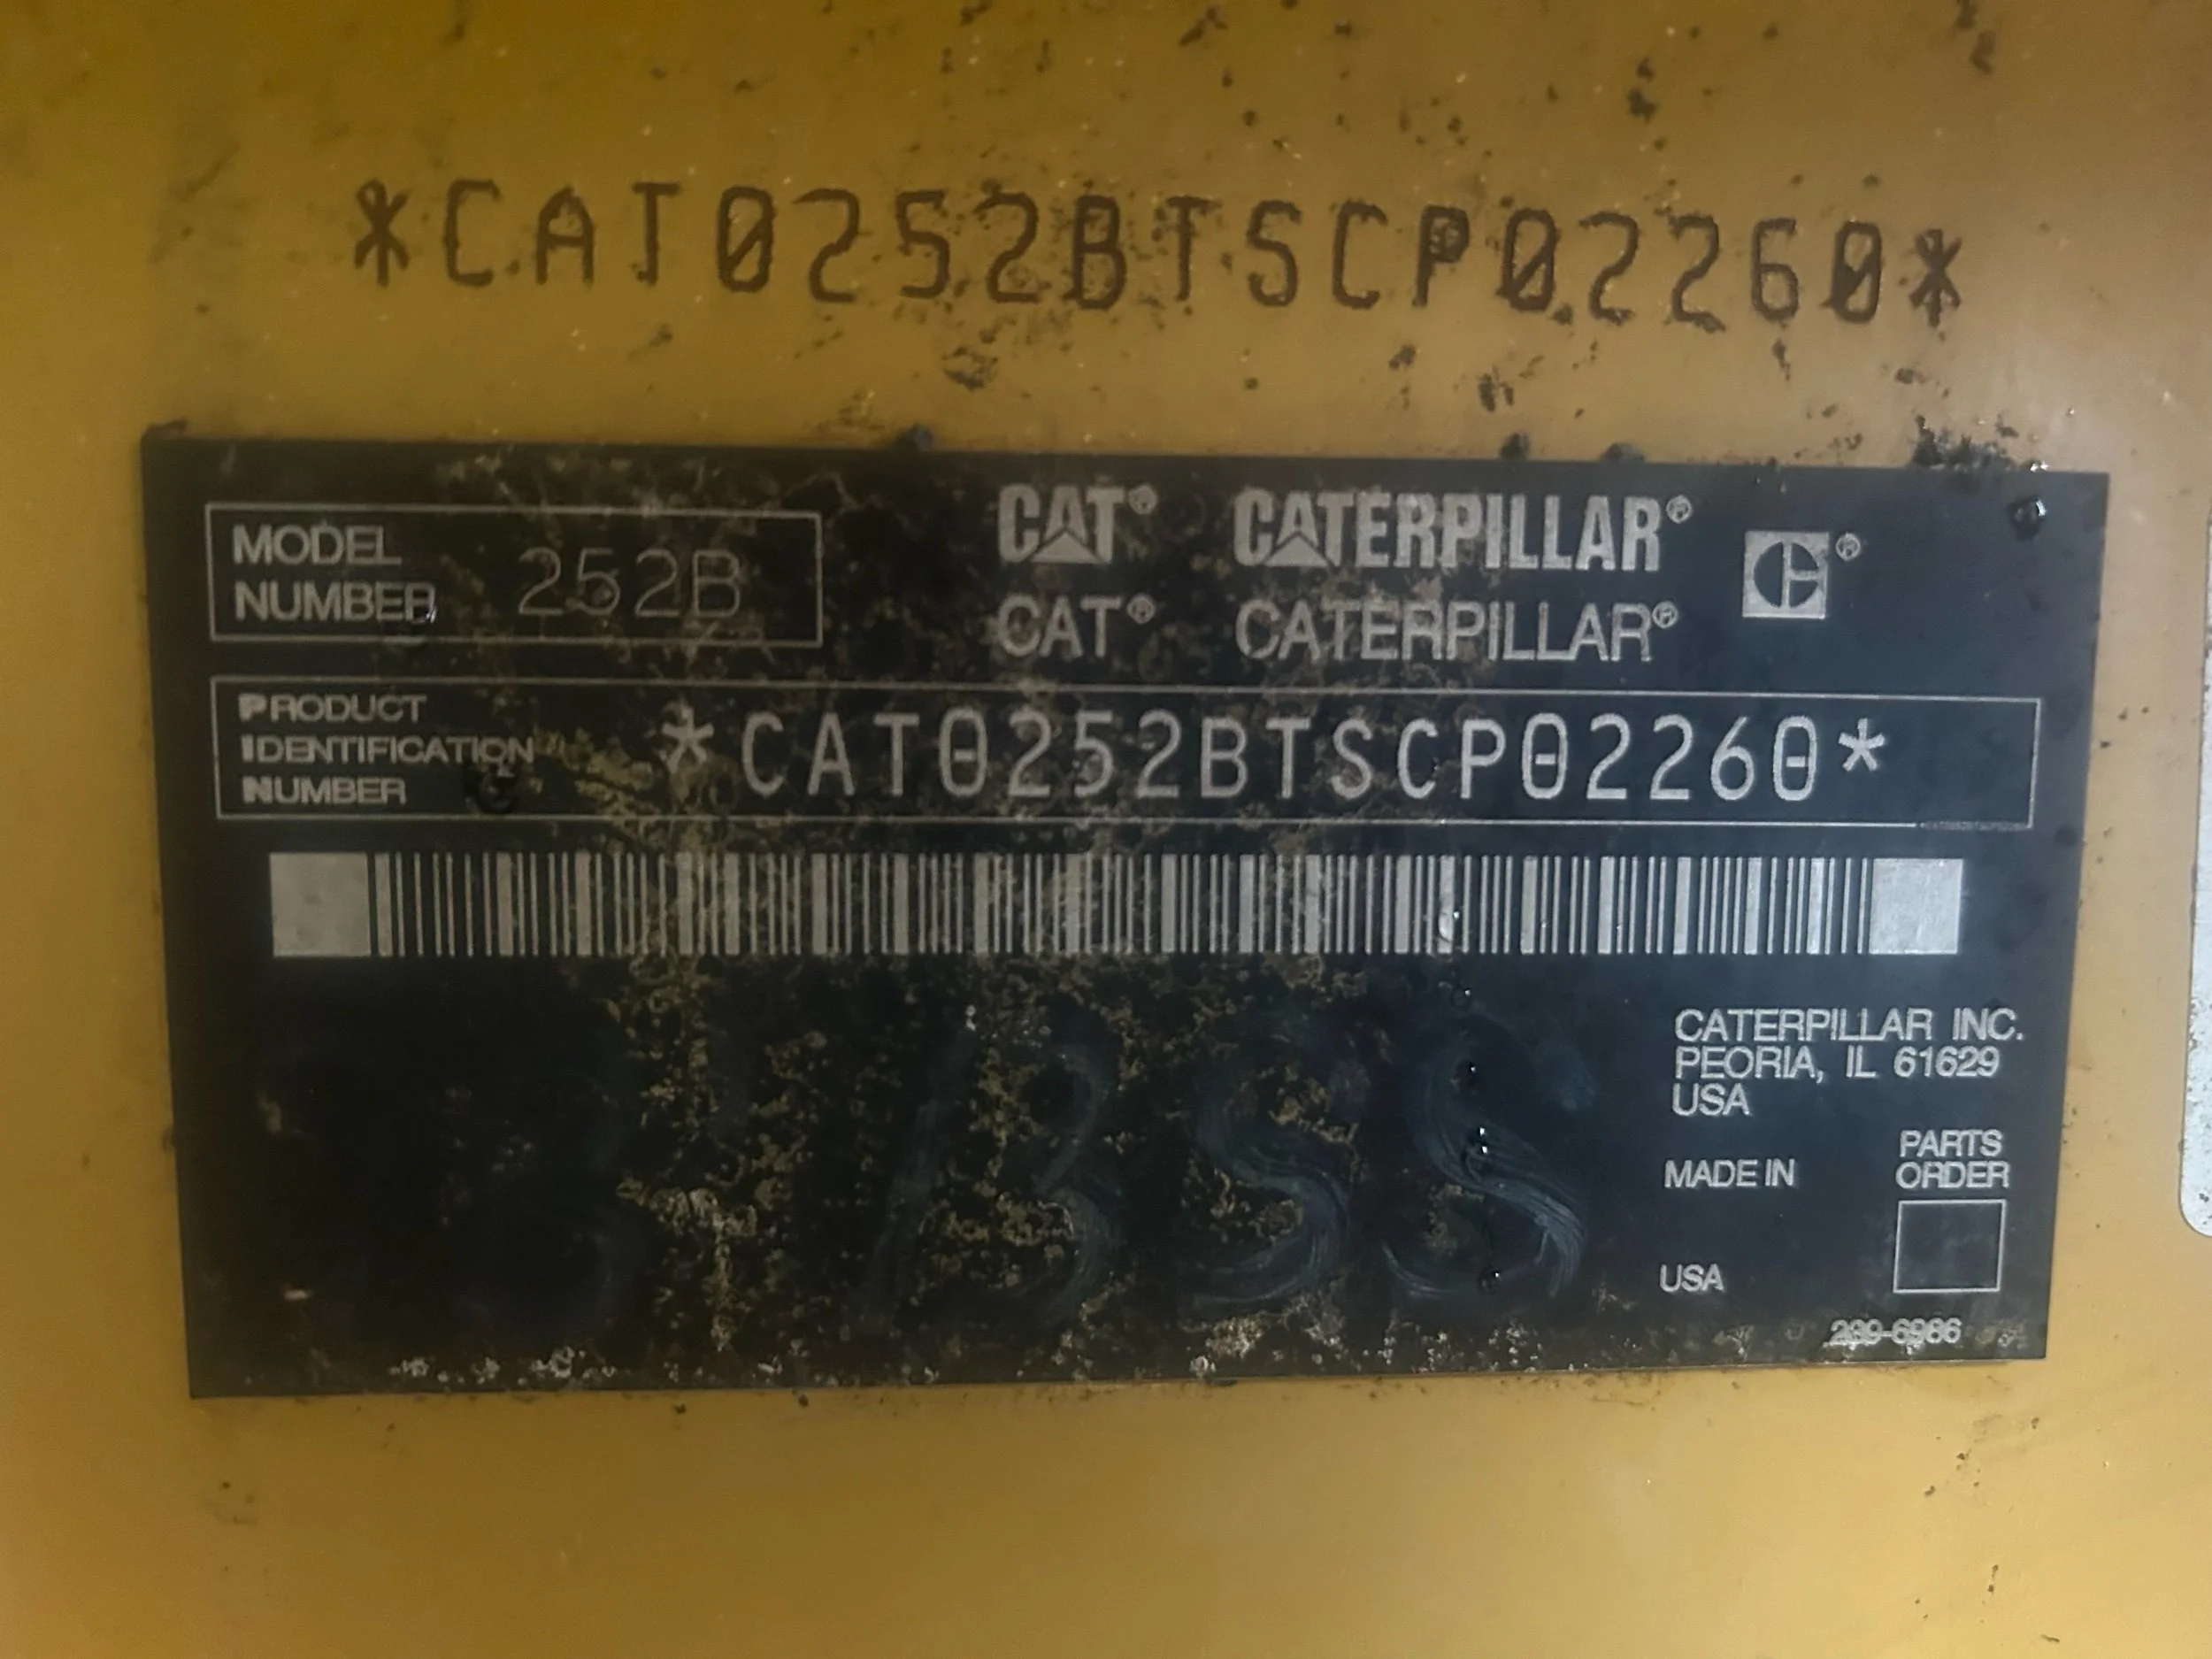 *CAT0252BTSCP02260*
CAT® CATERPILLAR®
MODEL
NUMBER 252B
CAT® CATERPILLAR®
PRODUCT
IDENTIFICATION
NUMBER
*CAT0252BTSCP02260*
CATERPILLAR INC.
PEORIA, IL 61629
USA
MADE IN
USA
PARTS
ORDER
239-6986